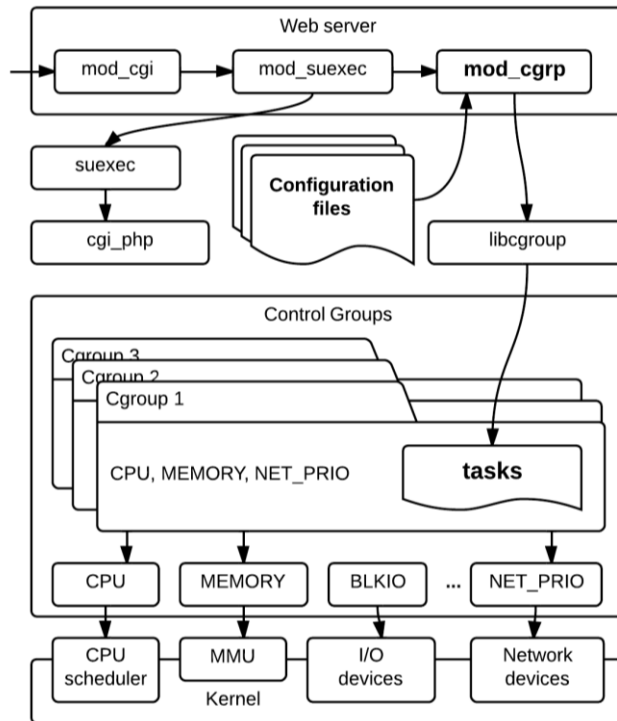 Web server
mod_cgi
mod_suexec
mod_cgrp
suexec
Configuration
files
cgi_php
libcgroup
Control Groups
Cgroup 3
Cgroup 2
Cgroup 1
CPU, MEMORY, NET_PRIO
tasks
CPU
MEMORY
BLKIO
...
NET_PRIO
CPU
scheduler
MMU
I/O
devices
Network
devices
Kernel